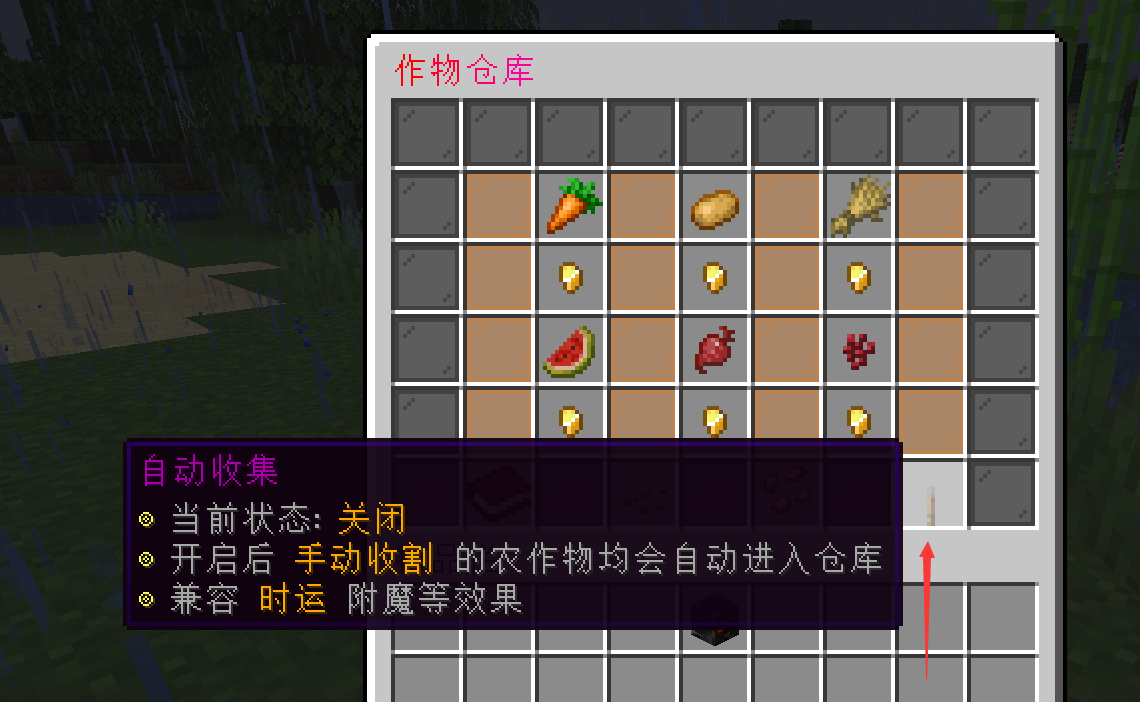 作物仓库
自动收集
当前状态: 关闭
开启后 手动收割 的农作物均会自动进入仓库
兼容 时运 附魔等效果